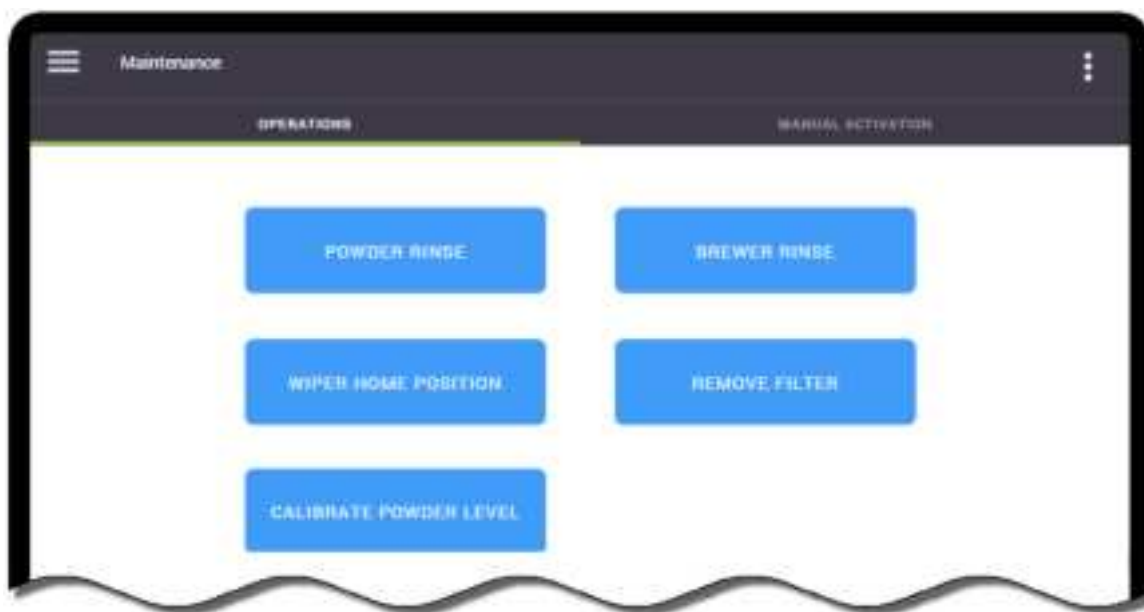 Maintenance
OPERATIONS MANUAL ACTIVATION
POWDER RINSE BREWER RINSE
WIPER HOME POSITION REMOVE FILTER
CALIBRATE POWDER LEVEL